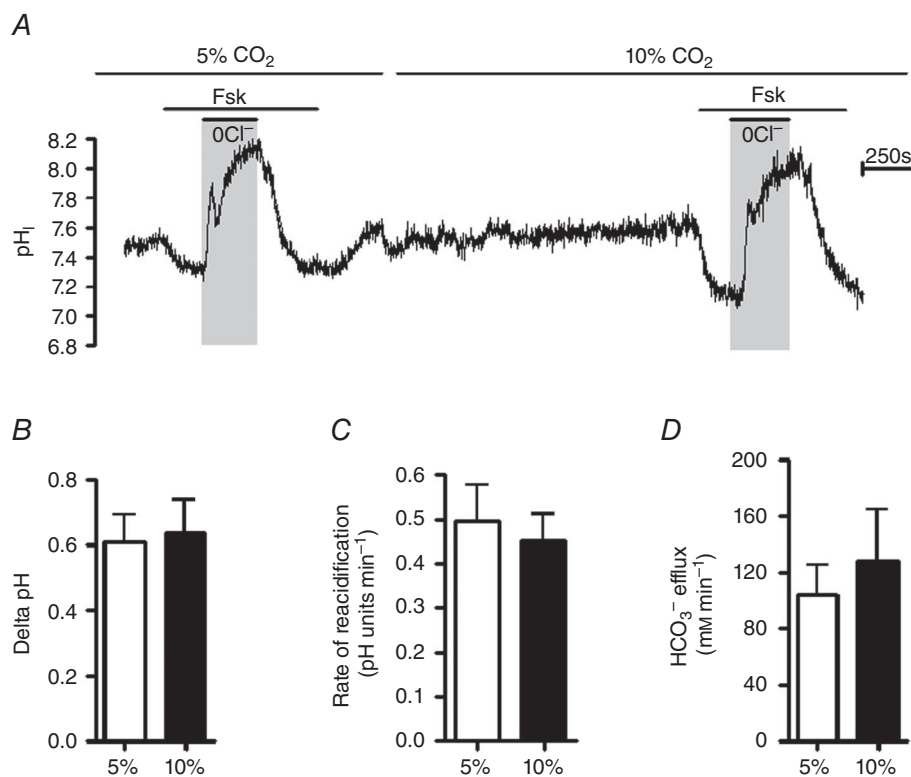 A
5% CO₂
10% CO₂
Fsk
Fsk
0Cl⁻
0Cl⁻
250s
8.2
8.0
7.8
7.6
7.4
7.2
7.0
6.8
pHᵢ
B
C
D
0.8
0.6
0.4
0.2
0.0
Delta pH
5%
10%
0.6
0.5
0.4
0.3
0.2
0.1
0.0
Rate of reacidification
(pH units min⁻¹)
5%
10%
200
160
120
80
40
0
HCO₃⁻ efflux
(mM min⁻¹)
5%
10%